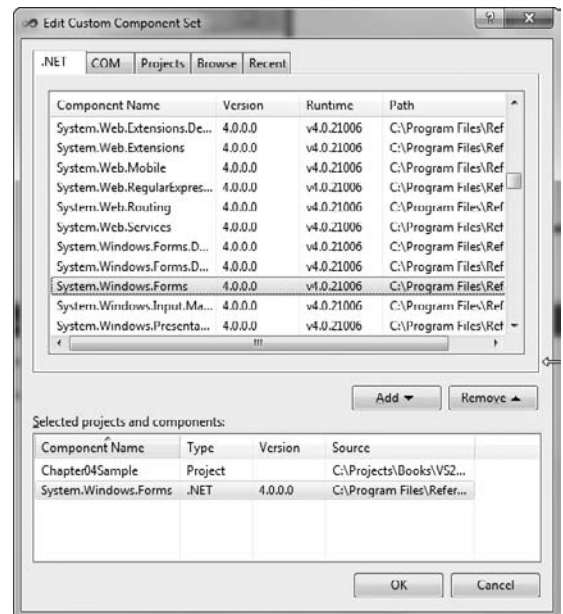 Edit Custom Component Set
.NET COM Projects Browse Recent
Component Name Version Runtime Path
System.Web.Extensions.De... 4.0.0.0 v4.0.21006 C:\Program Files\Ref
System.Web.Extensions 4.0.0.0 v4.0.21006 C:\Program Files\Ref
System.Web.Mobile 4.0.0.0 v4.0.21006 C:\Program Files\Ref
System.Web.RegularExpres... 4.0.0.0 v4.0.21006 C:\Program Files\Ref
System.Web.Routing 4.0.0.0 v4.0.21006 C:\Program Files\Ref
System.Web.Services 4.0.0.0 v4.0.21006 C:\Program Files\Ref
System.Windows.Forms.D... 4.0.0.0 v4.0.21006 C:\Program Files\Ref
System.Windows.Forms.D... 4.0.0.0 v4.0.21006 C:\Program Files\Ref
System.Windows.Forms 4.0.0.0 v4.0.21006 C:\Program Files\Ref
System.Windows.Input.Ma... 4.0.0.0 v4.0.21006 C:\Program Files\Ref
System.Windows.Presenta... 4.0.0.0 v4.0.21006 C:\Program Files\Ref
Add Remove
Selected projects and components:
Component Name Type Version Source
Chapter04Sample Project C:\Projects\Books\VS2...
System.Windows.Forms .NET 4.0.0.0 C:\Program Files\Refer...
OK Cancel